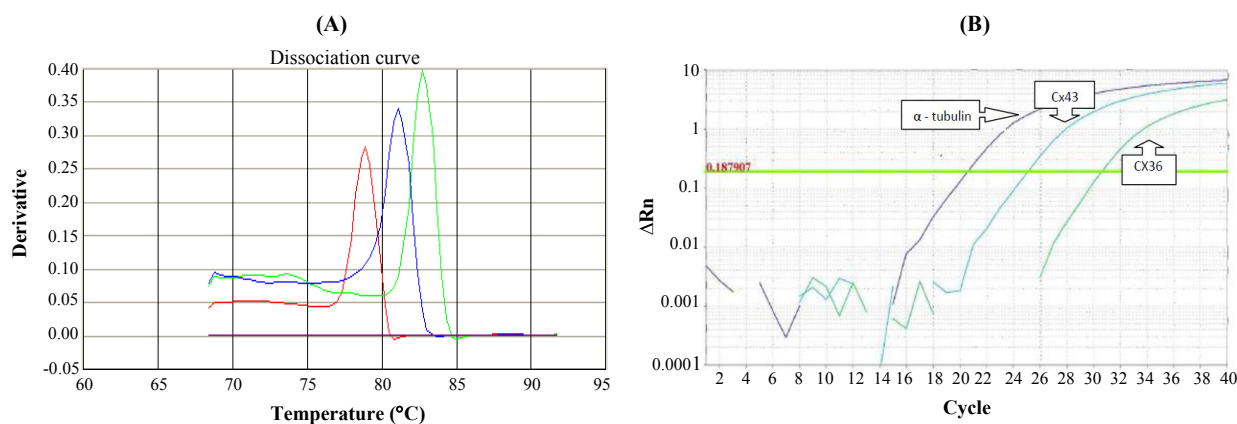 (A)
Dissociation curve
0.40
0.35
0.30
0.25
0.20
0.15
0.10
0.05
0.00
-0.05
60 65 70 75 80 85 90 95
Derivative
Temperature (°C)
(B)
10
1
0.1
0.01
0.001
0.0001
ΔRn
α - tubulin
Cx43
CX36
0.187907
2 4 6 8 10 12 14 16 18 20 22 24 26 28 30 32 34 36 38 40
Cycle